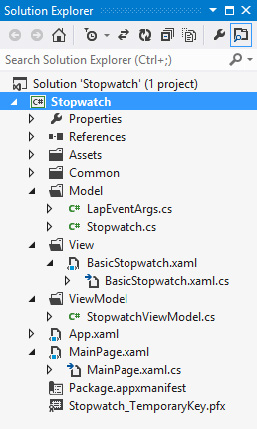 Solution Explorer
Search Solution Explorer (Ctrl+;)
Solution 'Stopwatch' (1 project)
C# Stopwatch
Properties
References
Assets
Common
Model
C# LapEventArgs.cs
C# Stopwatch.cs
View
BasicStopwatch.xaml
BasicStopwatch.xaml.cs
ViewModel
C# StopwatchViewModel.cs
App.xaml
MainPage.xaml
MainPage.xaml.cs
Package.appxmanifest
Stopwatch_TemporaryKey.pfx